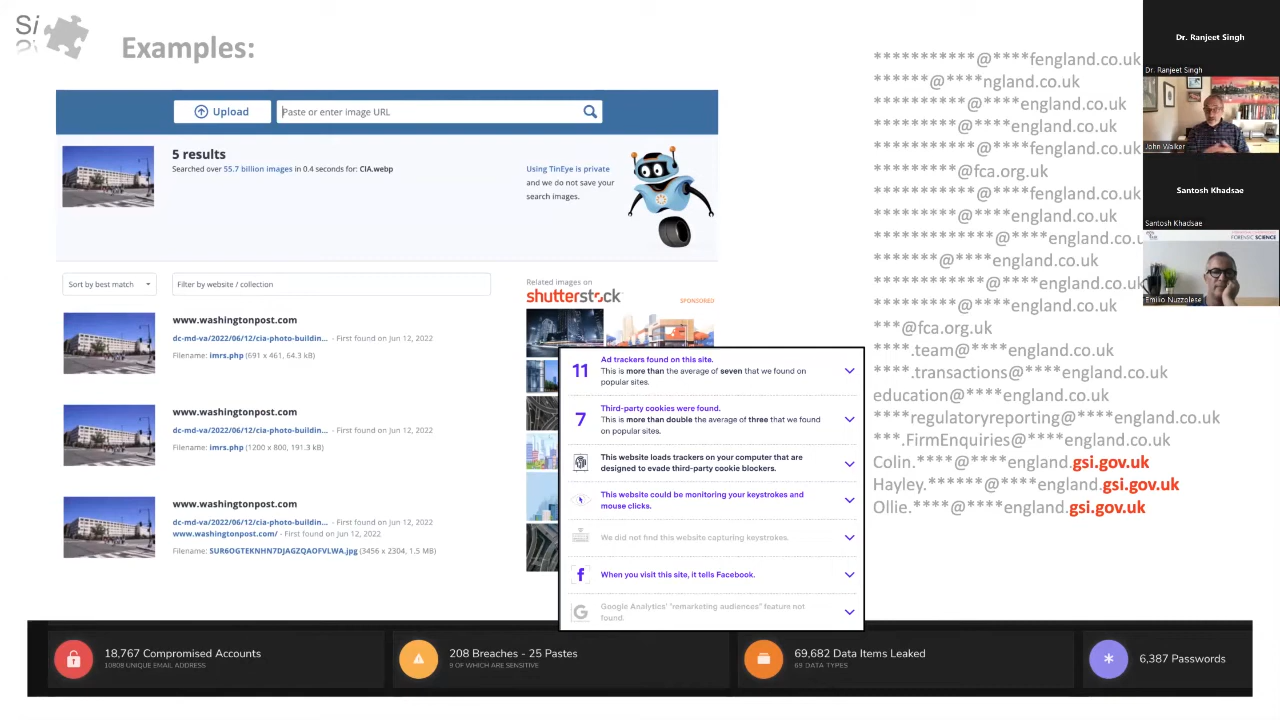 Si
Examples:
Upload
Paste or enter image URL
5 results
Searched over 55.7 billion images in 0.4 seconds for: CIA.webp
Using TinEye is private
and we do not save your
search images.
Sort by best match
Filter by website / collection
Related images on
shutterstock
SPONSORED
www.washingtonpost.com
dc-md-va/2022/06/12/cia-photo-buildin... - First found on Jun 12, 2022
Filename: imrs.php (691 x 461, 64.3 kB)
www.washingtonpost.com
dc-md-va/2022/06/12/cia-photo-buildin... - First found on Jun 12, 2022
Filename: imrs.php (1200 x 800, 191.3 kB)
www.washingtonpost.com
dc-md-va/2022/06/12/cia-photo-buildin... - First found on Jun 12, 2022
www.washingtonpost.com/ - First found on Jun 12, 2022
Filename: SUR6OGTEKNHN7DJAGZQAOFVLWA.jpg (3456 x 2304, 1.5 MB)
11
Ad trackers found on this site.
This is more than the average of seven that we found on
popular sites.
7
Third-party cookies were found.
This is more than double the average of three that we found
on popular sites.
This website loads trackers on your computer that are
designed to evade third-party cookie blockers.
This website could be monitoring your keystrokes and
mouse clicks.
We did not find this website capturing keystrokes.
f
When you visit this site, it tells Facebook.
G
Google Analytics' "remarketing audiences" feature not
found.
**********@****fengland.co.uk
******@****ngland.co.uk
*********@****england.co.uk
********@****england.co.uk
*********@****fengland.co.uk
********@fca.org.uk
*********@****fengland.co.uk
********@****england.co.uk
************@****england.co.u
*******@****england.co.uk
**********@****england.co.uk
********@****england.co.uk
***@fca.org.uk
****.team@****england.co.uk
****.transactions@****england.co.uk
education@****england.co.uk
****regulatoryreporting@****england.co.uk
***.FirmEnquiries@****england.co.uk
Colin.****@****england.gsi.gov.uk
Hayley.******@****england.gsi.gov.uk
Ollie.****@****england.gsi.gov.uk
18,767 Compromised Accounts
10808 UNIQUE EMAIL ADDRESS
208 Breaches - 25 Pastes
9 OF WHICH ARE SENSITIVE
69,682 Data Items Leaked
69 DATA TYPES
6,387 Passwords
Dr. Ranjeet Singh
Dr. Ranjeet Singh
John Walker
Santosh Khadsae
Santosh Khadsae
FORENSIC SCIENCE
Emilio Nuzzolese